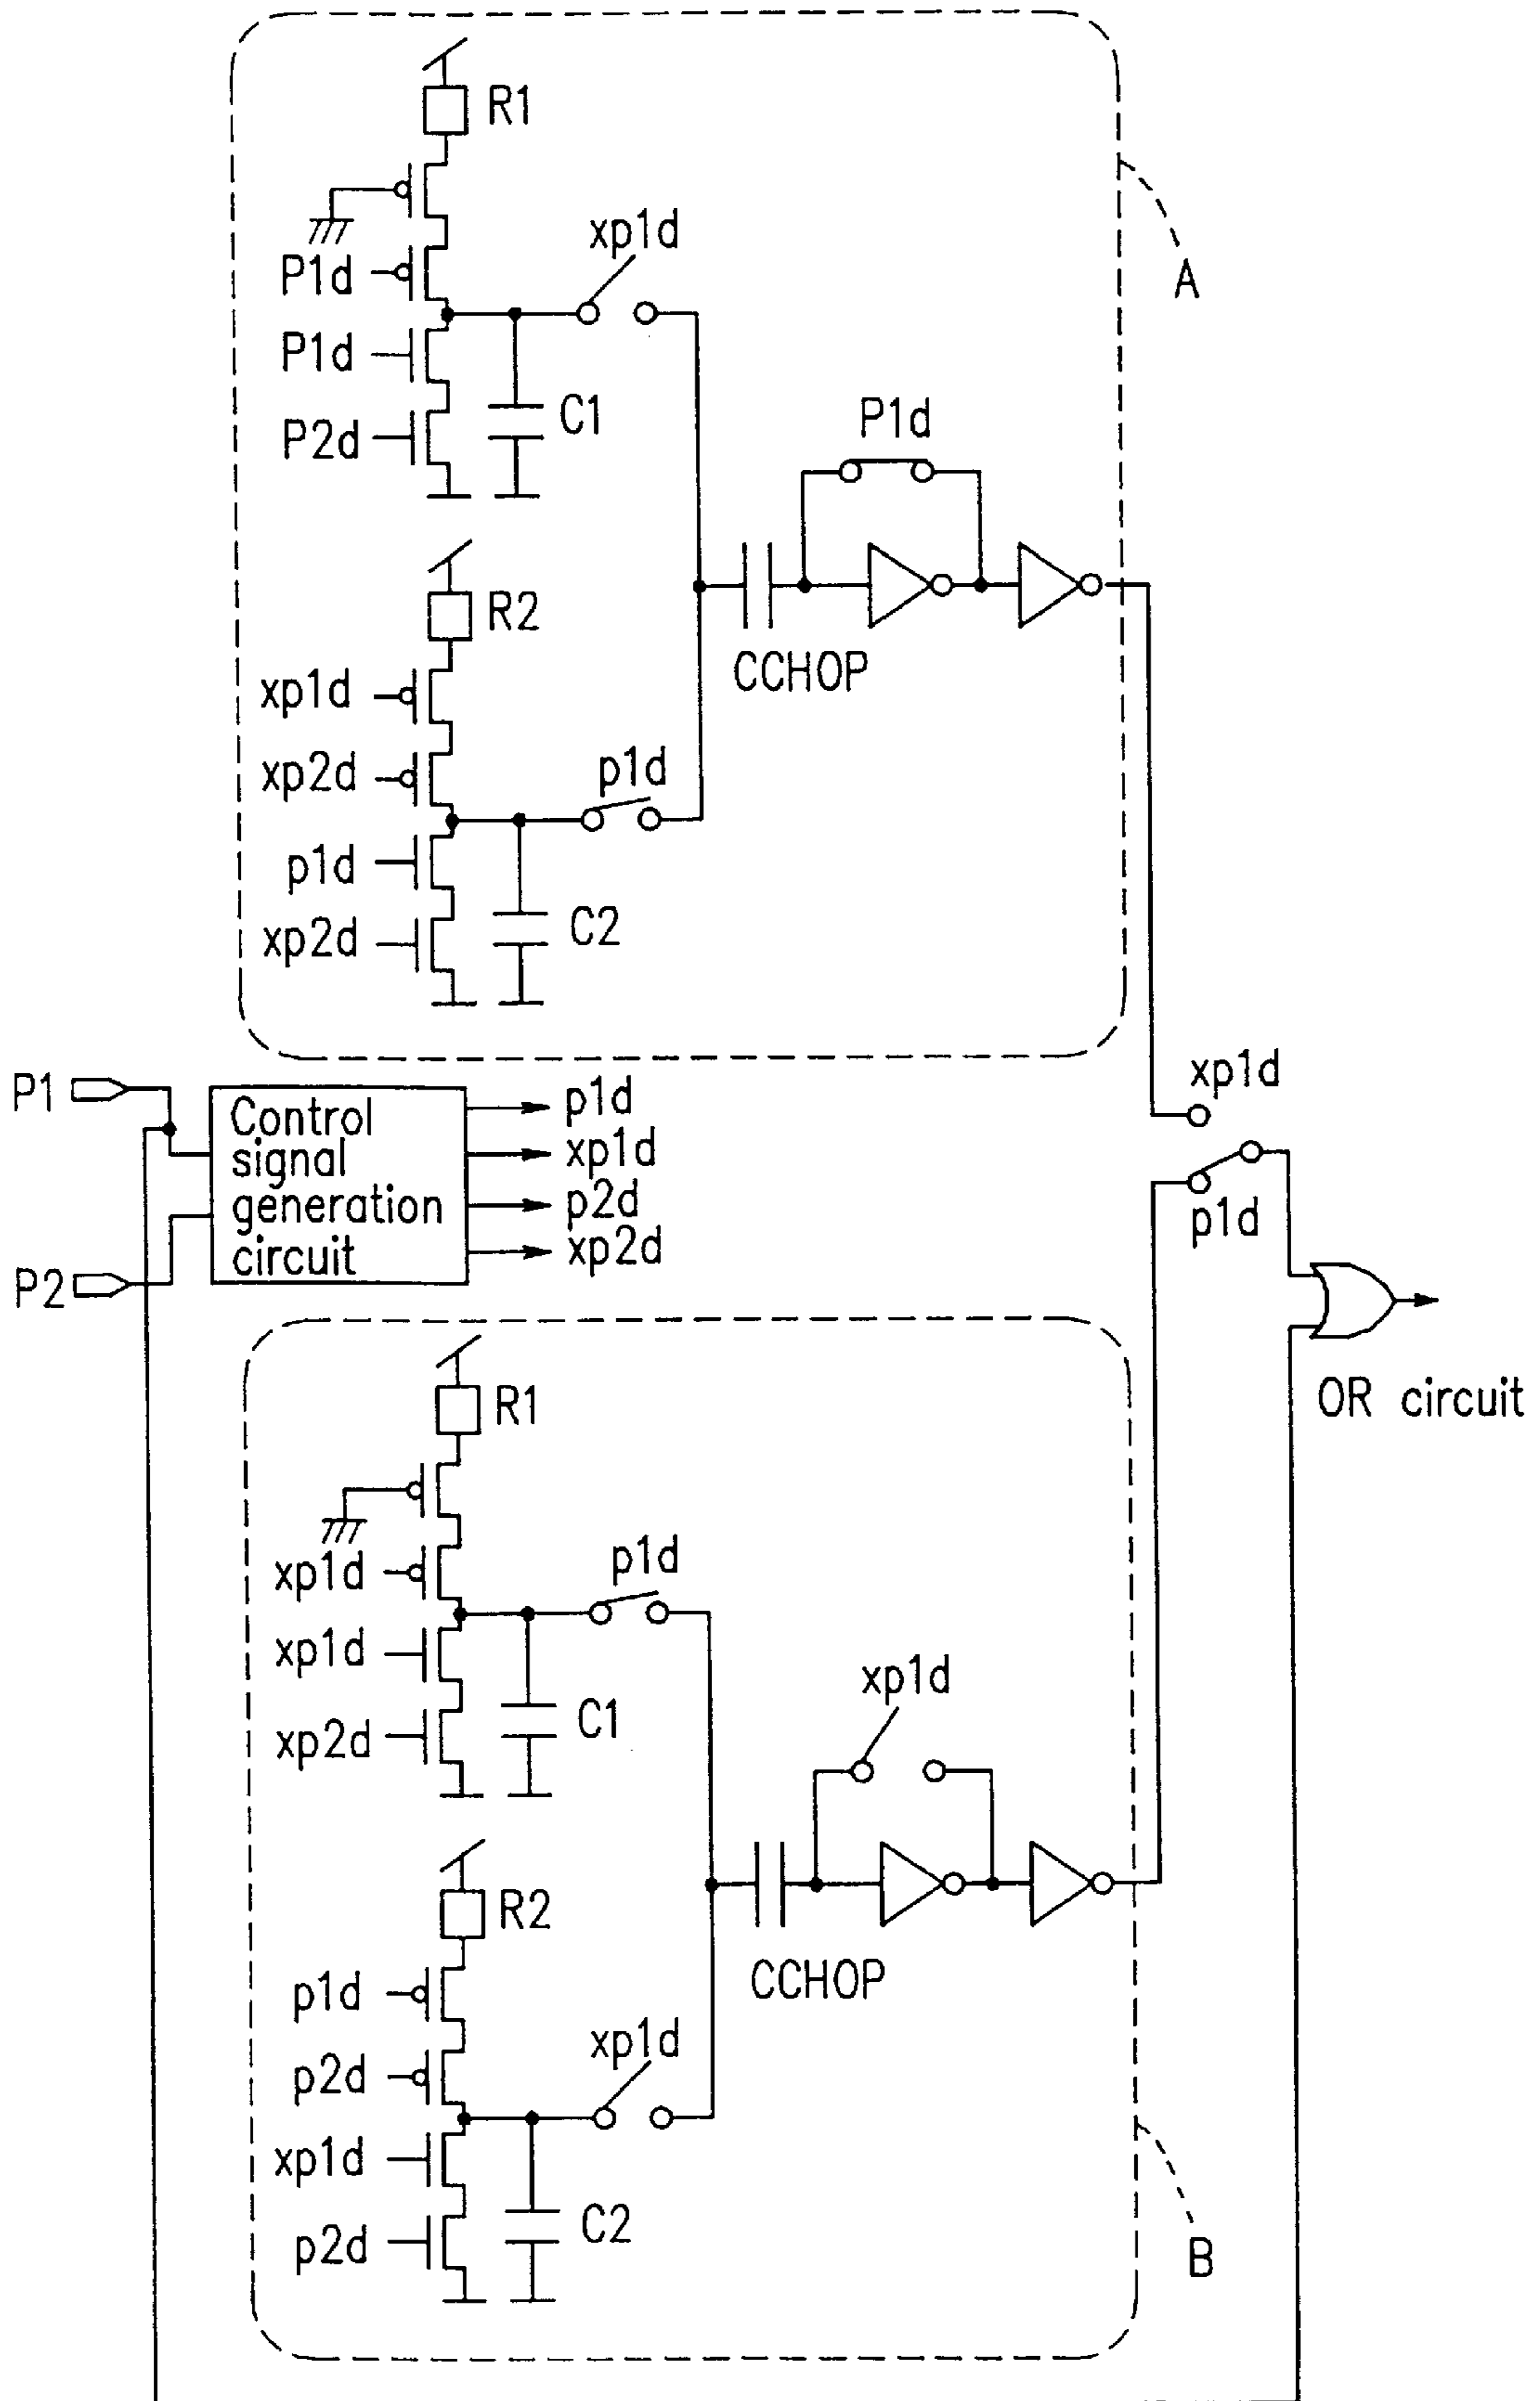 R1
xp1d
P1d
A
P1d
C1
P1d
P2d
R2
CCHOP
xp1d
xp2d
p1d
p1d
xp2d
C2
P1
Control
signal
generation
circuit
p1d
xp1d
p2d
xp2d
P2
xp1d
p1d
OR circuit
R1
xp1d
p1d
xp1d
xp1d
xp2d
C1
R2
CCHOP
p1d
xp1d
p2d
xp1d
C2
p2d
B